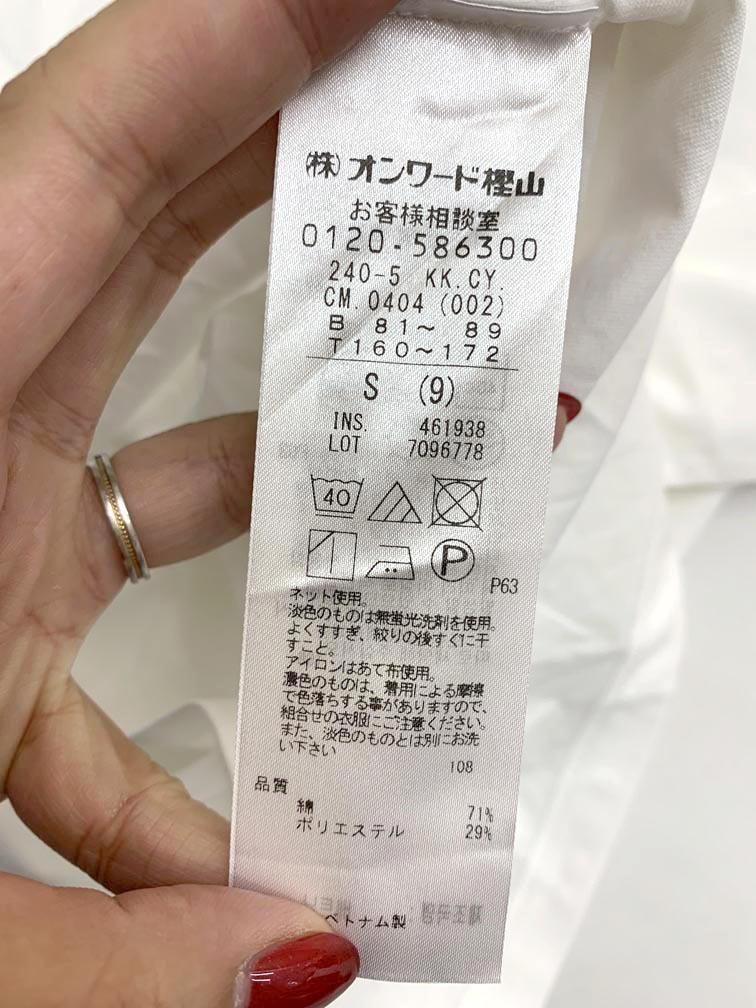 (株)オンワード樫山
お客様相談室
0120-586300
240-5 KK.CY.
CM.0404 (002)
B 81〜 89
T160〜172
S (9)
INS. 461938
LOT 7096778
40
P
P63
ネット使用。
淡色のものは無蛍光洗剤を使用。
よくすすぎ、絞りの後すぐに干
すこと。
アイロンはあて布使用。
濃色のものは、着用による摩擦
で色落ちする事がありますので、
組合せの衣服にご注意ください。
また、淡色のものとは別にお洗
い下さい
108
品質
綿 71%
ポリエステル 29%
ベトナム製